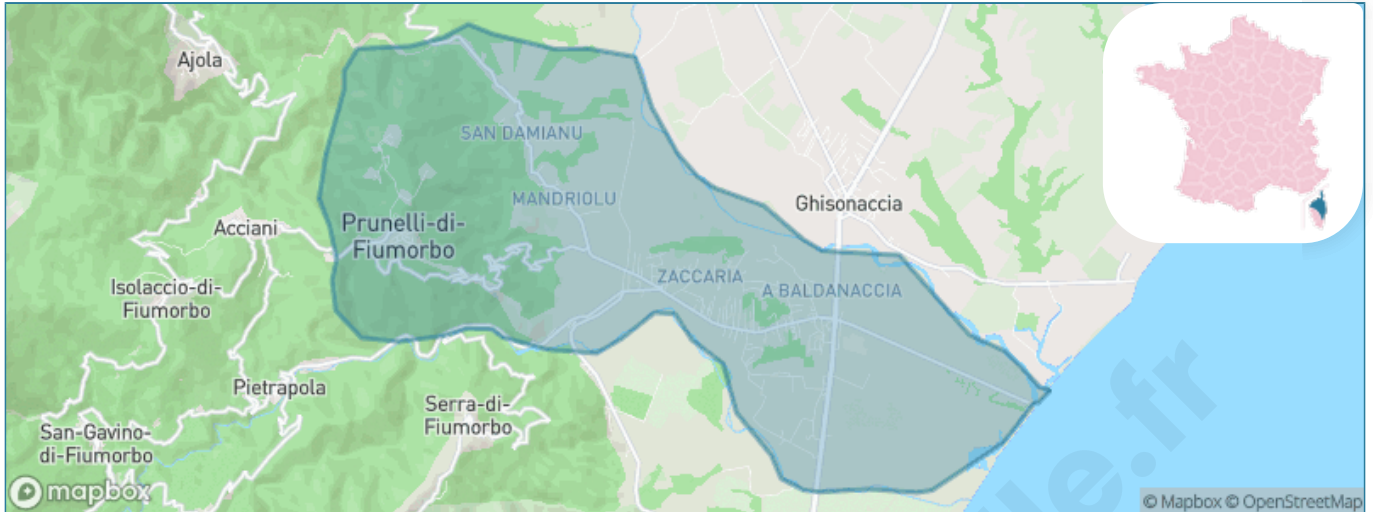 Ajola
SAN DAMIANU
MANDRIOLU
Ghisonaccia
Acciani
Prunelli-di-
Fiumorbo
ZACCARIA
A BALDANACCIA
Isolaccio-di-
Fiumorbo
Pietrapola
Serra-di-
Fiumorbo
San-Gavino-
di-Fiumorbo
mapbox
© Mapbox © OpenStreetMap